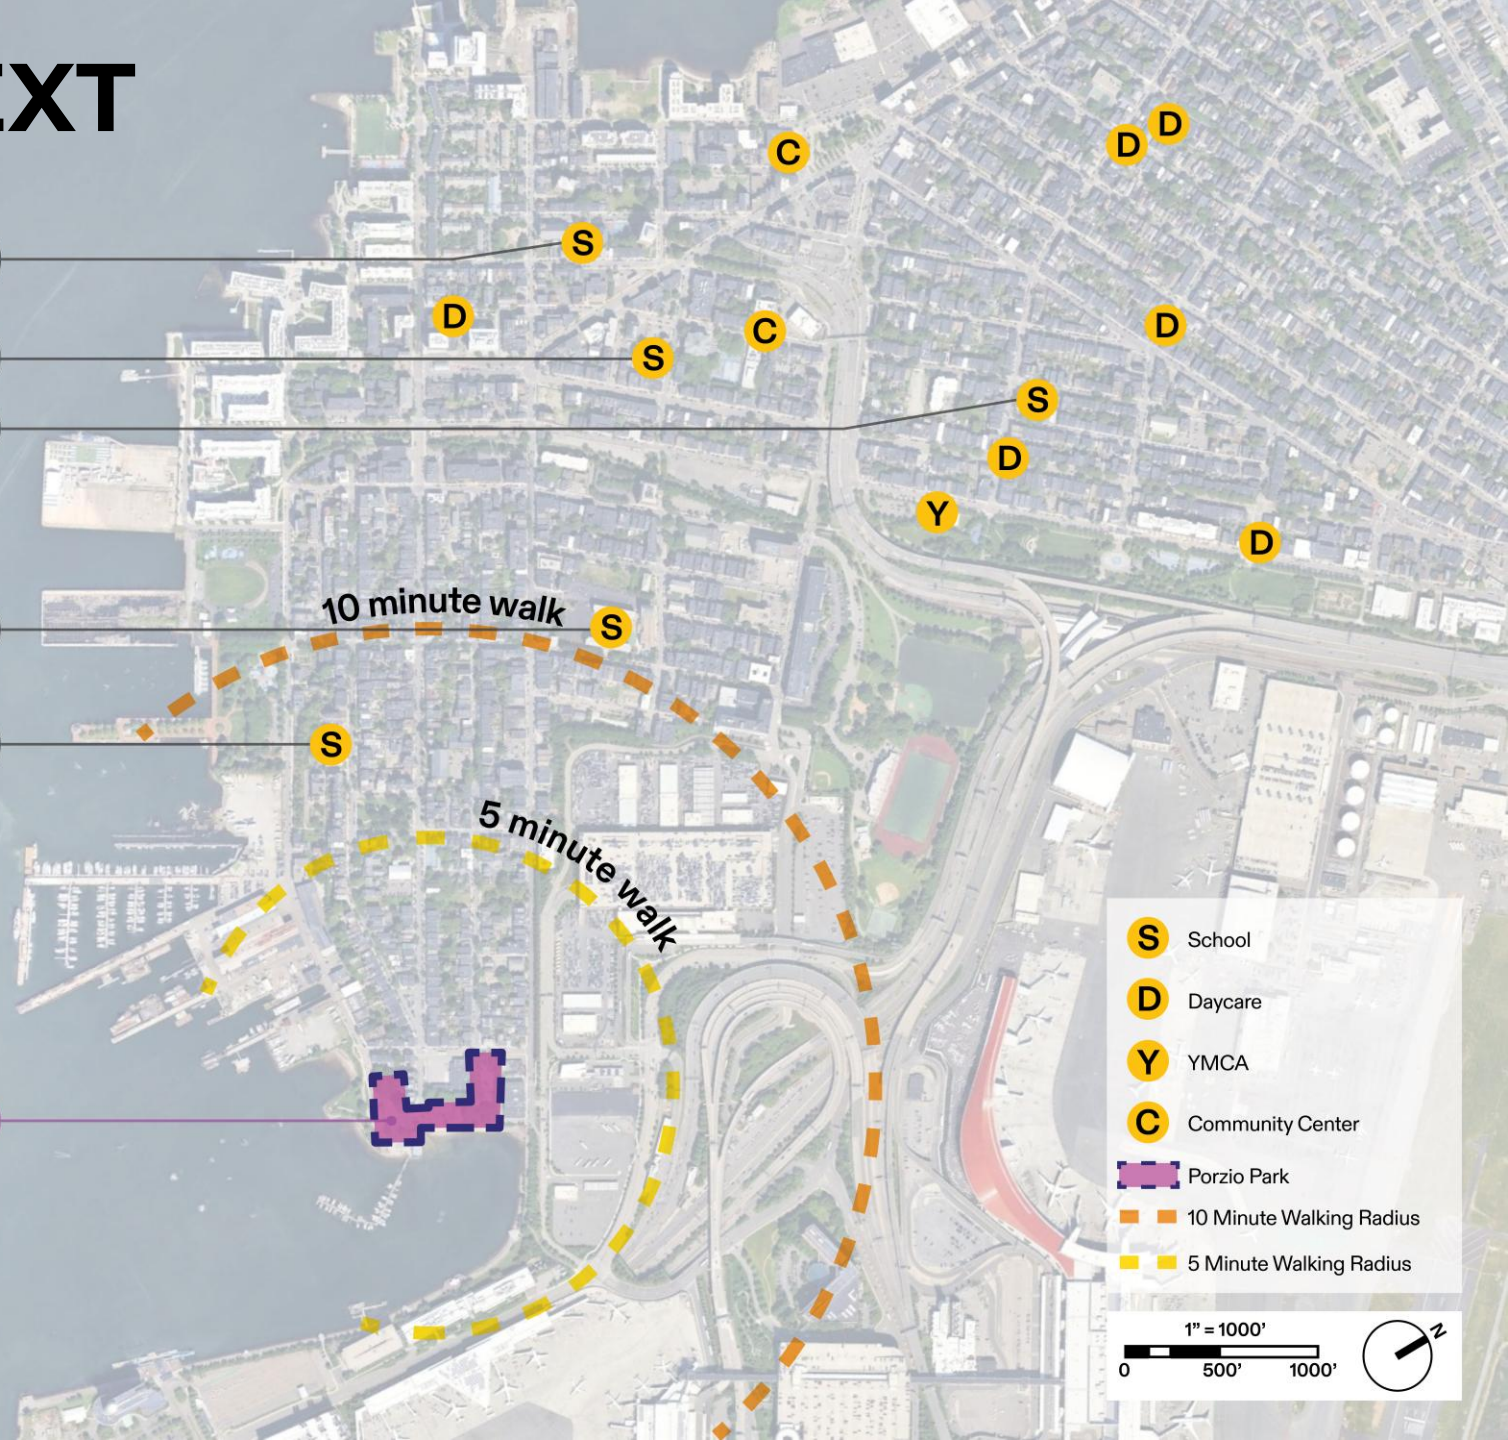 EXT
C
D
D
S
D
C
D
S
S
D
Y
D
10 minute walk
S
S
5 minute walk
S School
D Daycare
Y YMCA
C Community Center
Porzio Park
10 Minute Walking Radius
5 Minute Walking Radius
1” = 1000’
N
0 500’ 1000’